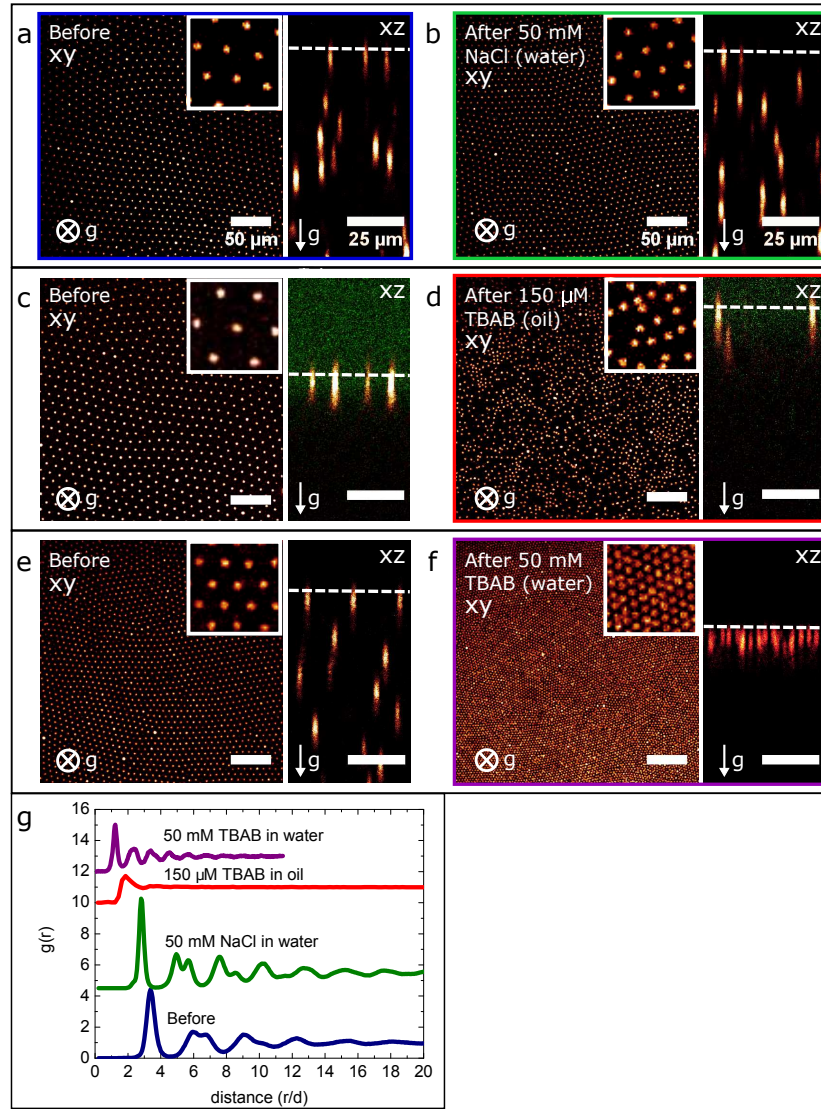 a Before xy
50 µm
g
xz
25 µm
g
b After 50 mM
NaCl (water)
xy
50 µm
g
xz
25 µm
g
c Before
xy
g
xz
g
d After 150 µM
TBAB (oil)
xy
g
xz
g
e Before
xy
g
xz
g
f After 50 mM
TBAB (water)
xy
g
xz
g
g
16
14
12
10
8
6
4
2
0
g(r)
50 mM TBAB in water
150 µM TBAB in oil
50 mM NaCl in water
Before
0 2 4 6 8 10 12 14 16 18 20
distance (r/d)